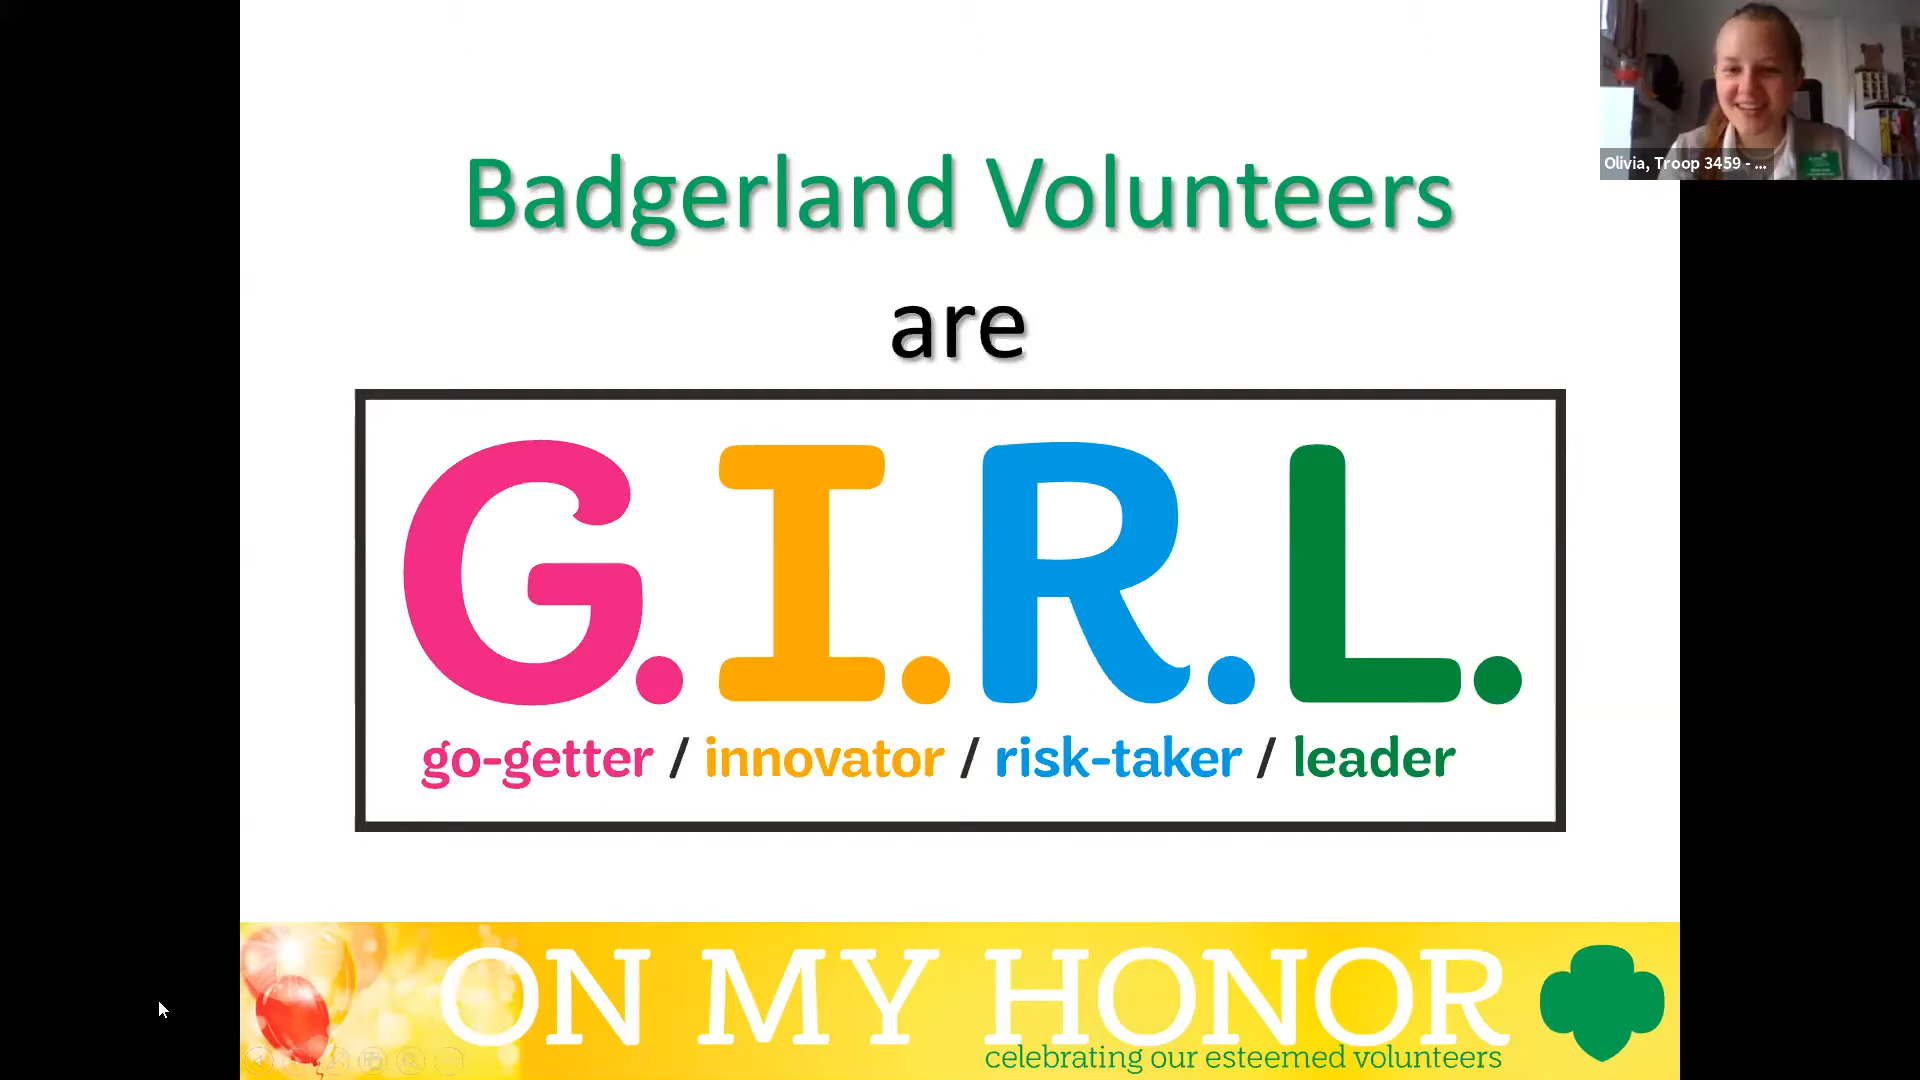 Badgerland Volunteers
are
G.I.R.L.
go-getter / innovator / risk-taker / leader
ON MY HONOR
celebrating our esteemed volunteers
Olivia, Troop 3459 - ...